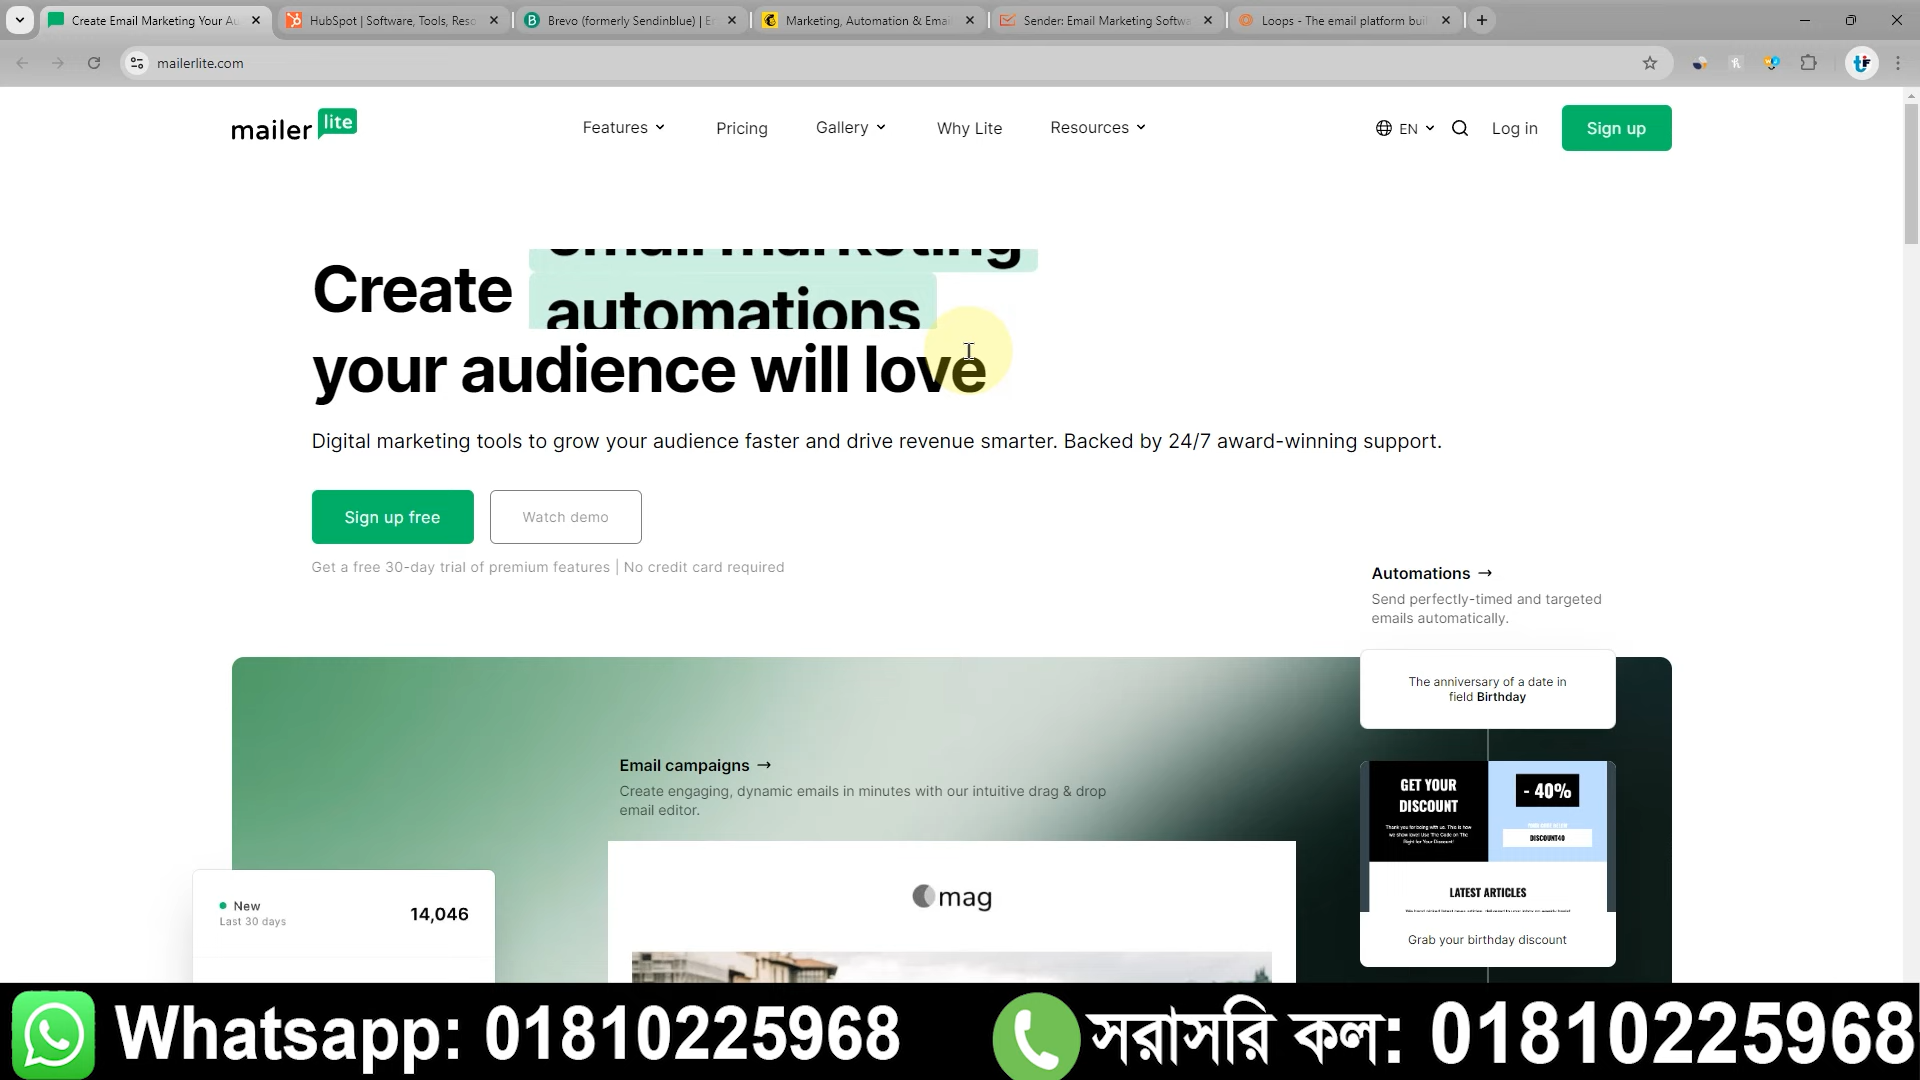 Create Email Marketing Your Au
HubSpot | Software, Tools, Reso
Brevo (formerly Sendinblue) | E
Marketing, Automation & Email
Sender: Email Marketing Softwa
Loops - The email platform buil
mailerlite.com
mailer lite
Features
Pricing
Gallery
Why Lite
Resources
EN
Log in
Sign up
email marketing
Create automations
your audience will love
Digital marketing tools to grow your audience faster and drive revenue smarter. Backed by 24/7 award-winning support.
Sign up free
Watch demo
Get a free 30-day trial of premium features | No credit card required
Automations →
Send perfectly-timed and targeted
emails automatically.
The anniversary of a date in
field Birthday
Email campaigns →
Create engaging, dynamic emails in minutes with our intuitive drag & drop
email editor.
GET YOUR
DISCOUNT
- 40%
DISCOUNT40
LATEST ARTICLES
Grab your birthday discount
New
Last 30 days
14,046
mag
Whatsapp: 01810225968
সরাসরি কল: 01810225968